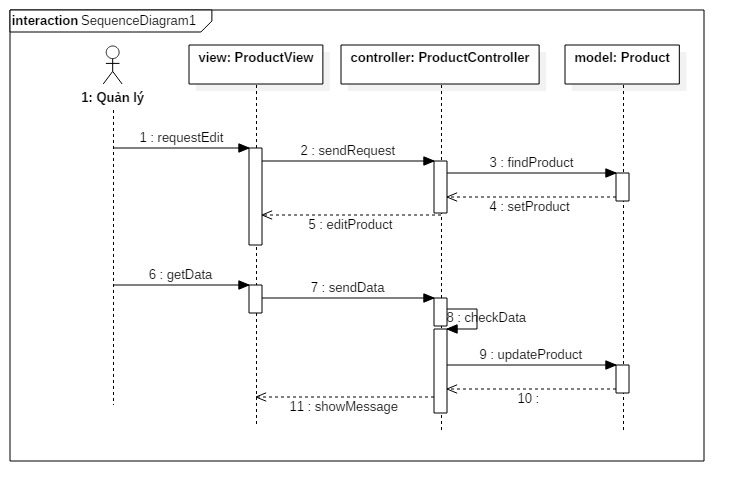 interaction SequenceDiagram1
view: ProductView
controller: ProductController
model: Product
1: Quản lý
1 : requestEdit
2 : sendRequest
3 : findProduct
4 : setProduct
5 : editProduct
6 : getData
7 : sendData
8 : checkData
9 : updateProduct
10 :
11 : showMessage